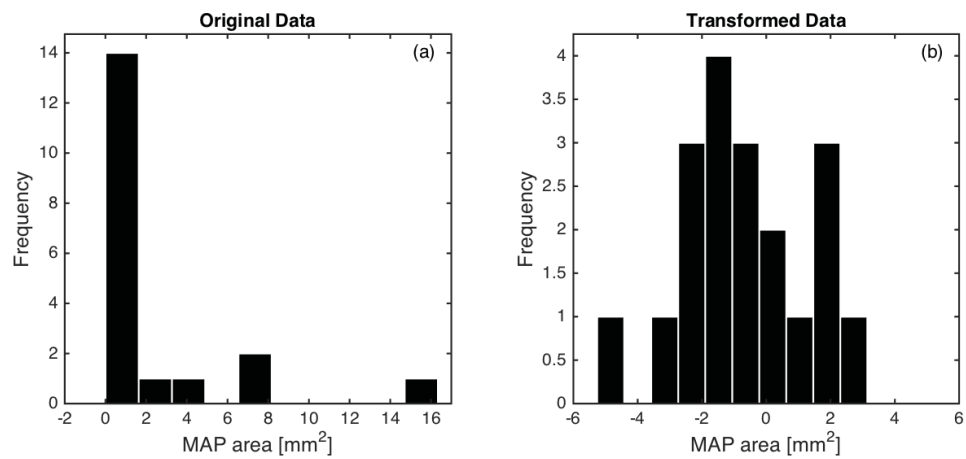 Original Data
(a)
14
12
10
8
6
4
2
0
Frequency
-2 0 2 4 6 8 10 12 14 16
MAP area [mm²]
Transformed Data
(b)
4
3.5
3
2.5
2
1.5
1
0.5
0
Frequency
-6 -4 -2 0 2 4 6
MAP area [mm²]